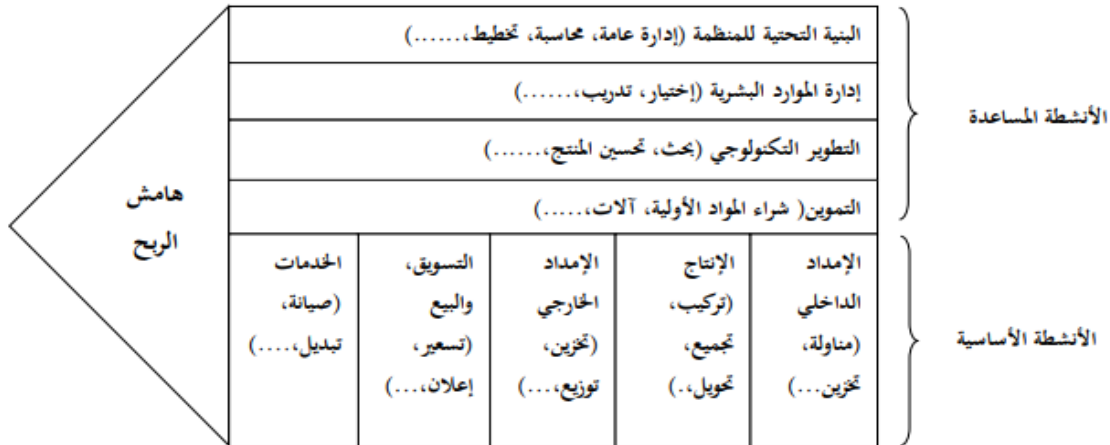 البنية التحتية للمنظمة (إدارة عامة، محاسبة، تخطيط،......)
إدارة الموارد البشرية (إختيار، تدريب،......)
التطوير التكنولوجي (بحث، تحسين المنتج،......)
التموين( شراء المواد الأولية، آلات،.....)
الأنشطة المساعدة
الإمداد
الداخلي
(مناولة،
تخزين...)
الإنتاج
(تركيب،
تجميع،
تحويل،.)
الإمداد
الخارجي
(تخزين،
توزيع،...)
التسويق،
والبيع
(تسعير،
إعلان،...)
الخدمات
(صيانة،
تبديل،....)
الأنشطة الأساسية
هامش
الربح